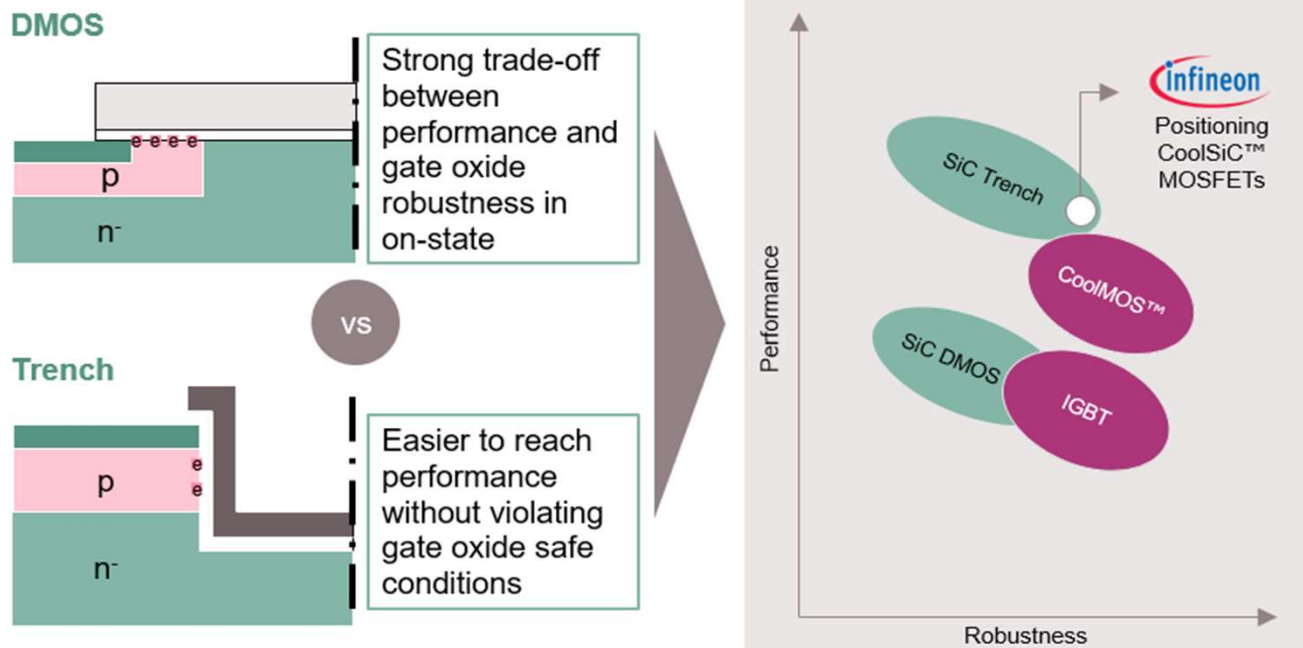 DMOS
e e e e
p
n-
Strong trade-off
between
performance and
gate oxide
robustness in
on-state
vs
Trench
e
e
p
n-
Easier to reach
performance
without violating
gate oxide safe
conditions
Performance
Robustness
infineon
Positioning
CoolSiC™
MOSFETs
SiC Trench
CoolMOS™
SiC DMOS
IGBT